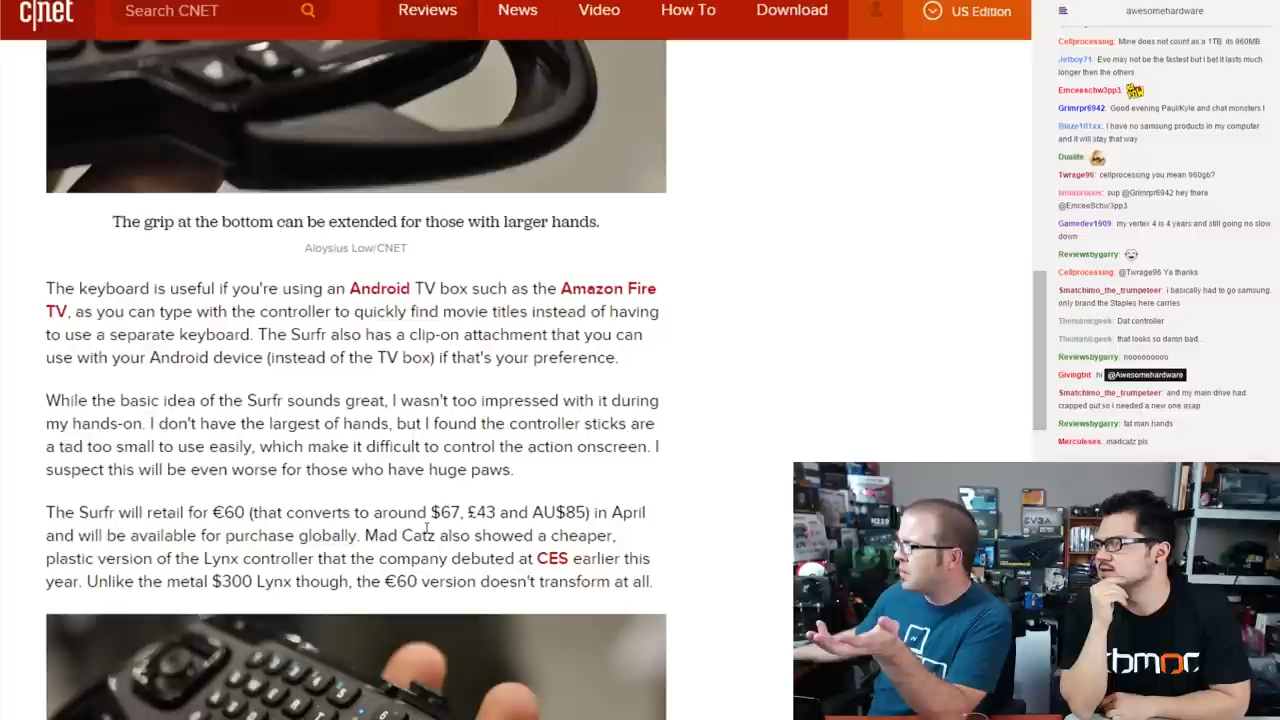 c|net
Search CNET
Reviews
News
Video
How To
Download
US Edition
The grip at the bottom can be extended for those with larger hands.
Aloysius Low/CNET
The keyboard is useful if you're using an Android TV box such as the Amazon Fire
TV, as you can type with the controller to quickly find movie titles instead of having
to use a separate keyboard. The Surfr also has a clip-on attachment that you can
use with your Android device (instead of the TV box) if that's your preference.
While the basic idea of the Surfr sounds great, I wasn't too impressed with it during
my hands-on. I don't have the largest of hands, but I found the controller sticks are
a tad too small to use easily, which make it difficult to control the action onscreen. I
suspect this will be even worse for those who have huge paws.
The Surfr will retail for €60 (that converts to around $67, £43 and AU$85) in April
and will be available for purchase globally. Mad Catz also showed a cheaper,
plastic version of the Lynx controller that the company debuted at CES earlier this
year. Unlike the metal $300 Lynx though, the €60 version doesn't transform at all.
awesomehardware
Cellprocessing: Mine does not count as a 1TB its 960MB
Jetboy71: Evo may not be the fastest but I bet it lasts much
longer then the others
Emceeschw3pp3:
Grimrpr6942: Good evening Paul/Kyle and chat monsters !
Blaze101xx: I have no samsung products in my computer
and it will stay that way
Dualite:
Twrage96: cellprocessing you mean 960gb?
sup @Grimrpr6942 hey there
@EmceeSchw3pp3
Gamedev1909: my vertex 4 is 4 years and still going no slow
down
Reviewsbygarry:
Cellprocessing: @Twrage96 Ya thanks
Smatchimo_the_trumpeteer: i basically had to go samsung.
only brand the Staples here carries
Themanicgeek: Dat controller
Themanicgeek: that looks so damn bad...
Reviewsbygarry: nooooooooo
Givingtnt: hi @Awesomehardware
Smatchimo_the_trumpeteer: and my main drive had
crapped out so i needed a new one asap
Reviewsbygarry: fat man hands
Merculeses: madcatz pls
EVGA